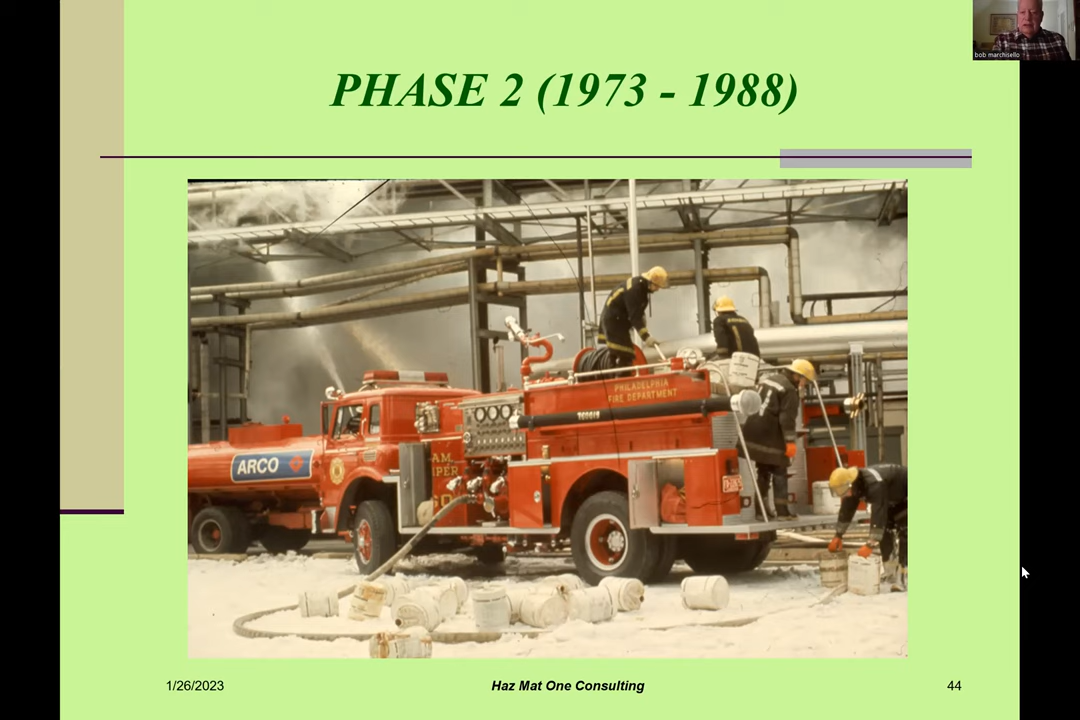 bob marchisello
PHASE 2 (1973 - 1988)
PHILADELPHIA
FIRE DEPARTMENT
ARCO
1/26/2023
Haz Mat One Consulting
44